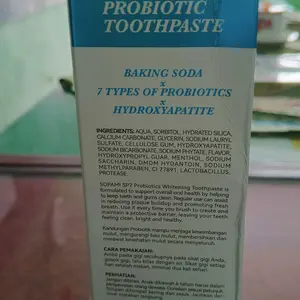 PROBIOTIC
TOOTHPASTE
BAKING SODA
x
7 TYPES OF PROBIOTICS
x
HYDROXYAPATITE
INGREDIENTS: AQUA, SORBITOL, HYDRATED SILICA,
CALCIUM CARBONATE, GLYCERIN, SODIUM LAURYL
SULFATE, CELLULOSE GUM, HYDROXYAPATITE,
SODIUM BICARBONATE, SODIUM PHYTATE, FLAVOR,
HYDROXYPROPYL GUAR, MENTHOL, SODIUM
SACCHARIN, DMDM HYDANTOIN, SODIUM
METHYLPARABEN, CI 77891, LACTOBACILLUS,
PROTEASE.
SP7 Probiotics Whitening Toothpaste is
formulated to support overall oral health by helping
to keep teeth and gums clean. Regular use can assist
in reducing plaque buildup and promoting fresh
breath. Use it every time you brush to create and
maintain a protective barrier, leaving your teeth
feeling clean, bright and healthy.
Kandungan Probiotik mampu menjaga keseimbangan
mulut, mengurangi bau mulut, membersihkan dan
merawat kesehatan mulut secara menyeluruh.
CARA PEMAKAIAN:
PERHATIAN: